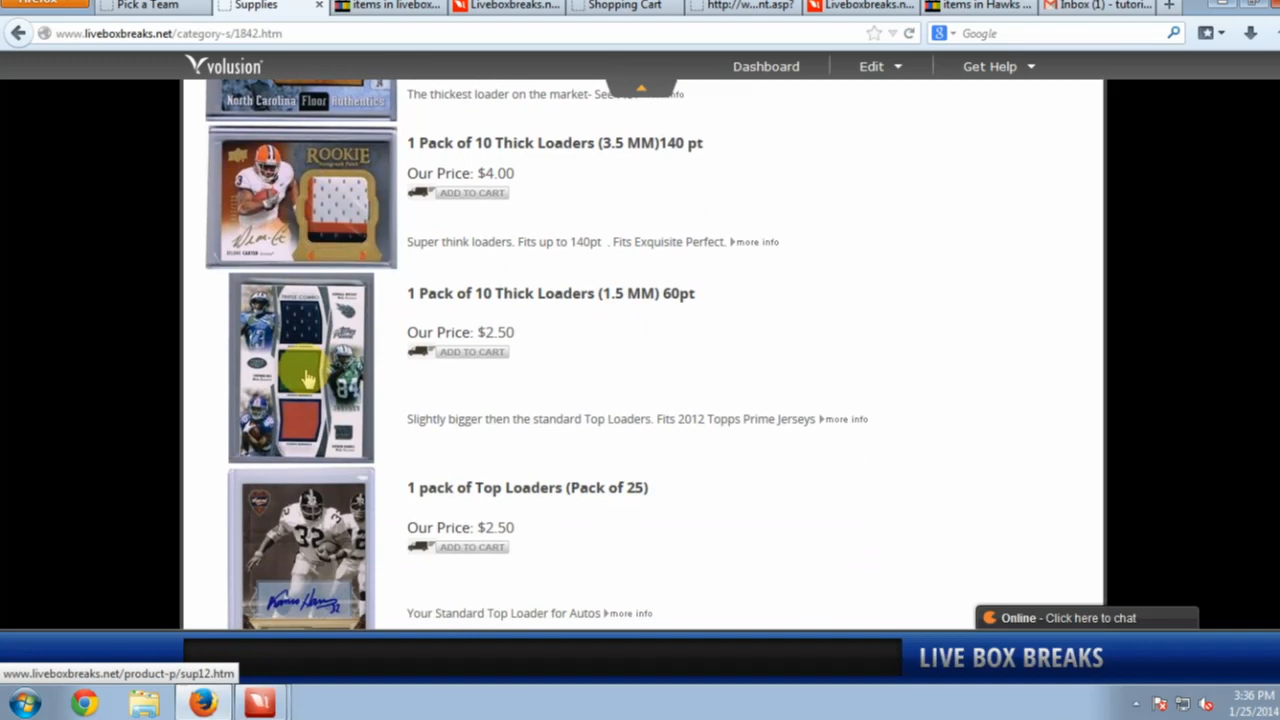 Firefox
Pick a Team
Supplies
items in livebox...
Liveboxbreaks.n...
Shopping Cart
http://w...nt.asp?
Liveboxbreaks.n...
items in Hawks ...
Inbox (1) - tutori...
www.liveboxbreaks.net/category-s/1842.htm
Google
volusion
Dashboard
Edit
Get Help
North Carolina Floor Authentics
The thickest loader on the market- See
info
1 Pack of 10 Thick Loaders (3.5 MM)140 pt
ROOKIE
Our Price: $4.00
ADD TO CART
Super think loaders. Fits up to 140pt . Fits Exquisite Perfect. more info
1 Pack of 10 Thick Loaders (1.5 MM) 60pt
Our Price: $2.50
ADD TO CART
84
Slightly bigger then the standard Top Loaders. Fits 2012 Topps Prime Jerseys more info
1 pack of Top Loaders (Pack of 25)
32
Our Price: $2.50
ADD TO CART
Your Standard Top Loader for Autos more info
Online - Click here to chat
LIVE BOX BREAKS
www.liveboxbreaks.net/product-p/sup12.htm
3:36 PM
1/25/2014